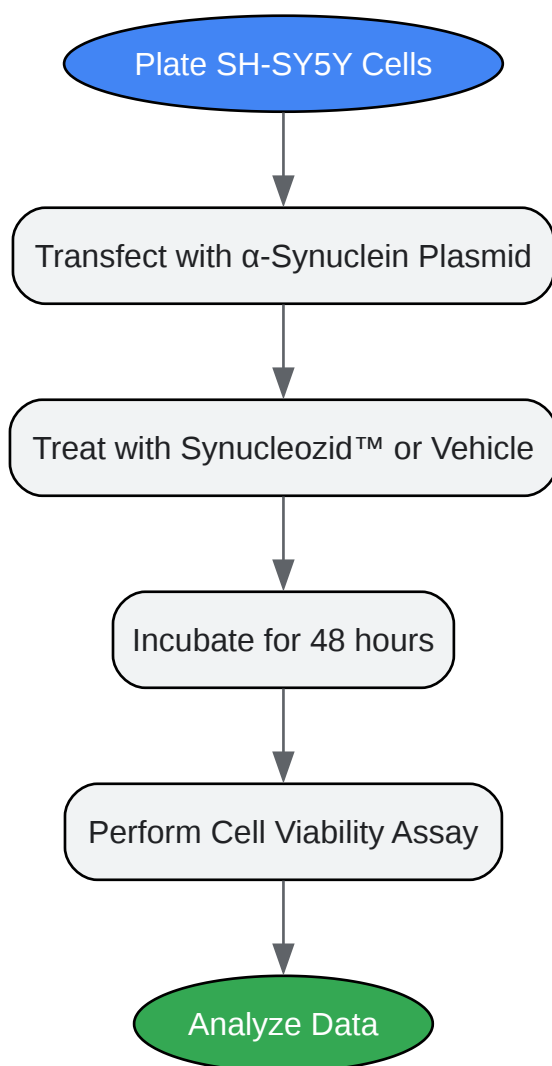 Plate SH-SY5Y Cells
Transfect with α-Synuclein Plasmid
Treat with Synucleozid™ or Vehicle
Incubate for 48 hours
Perform Cell Viability Assay
Analyze Data